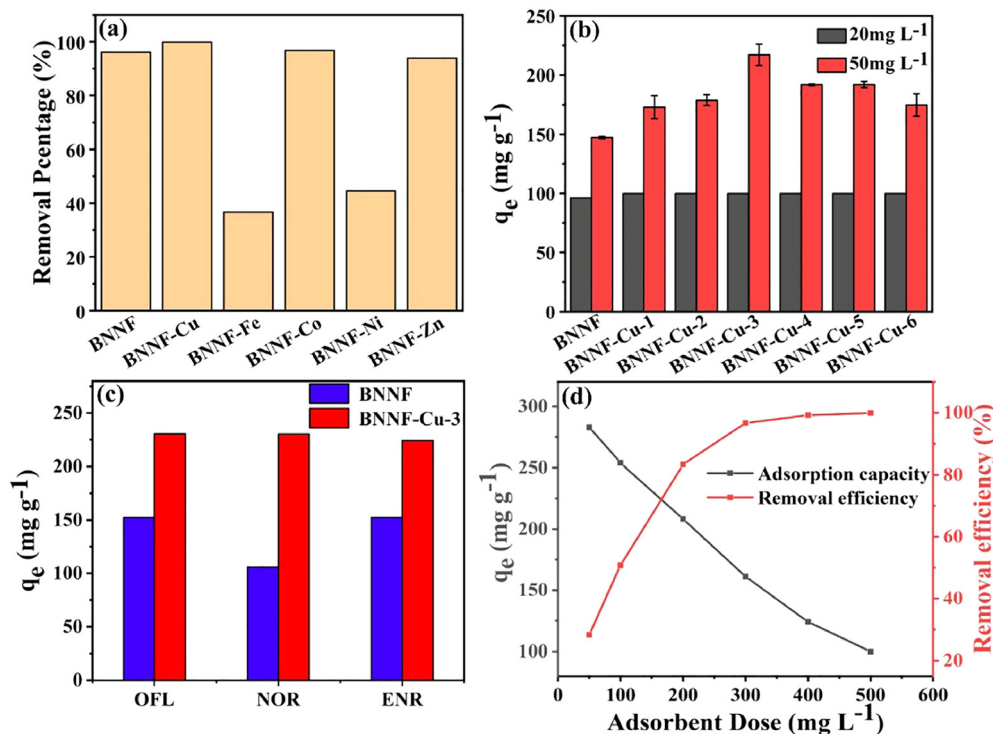 (a)
Removal Pcentage (%)
100
80
60
40
20
0
BNNF
BNNF-Cu
BNNF-Fe
BNNF-Co
BNNF-Ni
BNNF-Zn
(b)
20mg L-1
50mg L-1
qe (mg g-1)
250
200
150
100
50
0
BNNF
BNNF-Cu-1
BNNF-Cu-2
BNNF-Cu-3
BNNF-Cu-4
BNNF-Cu-5
BNNF-Cu-6
(c)
BNNF
BNNF-Cu-3
qe (mg g-1)
250
225
200
150
100
50
0
OFL
NOR
ENR
(d)
Adsorption capacity
Removal efficiency
qe (mg g-1)
300
250
200
150
100
Removal efficiency (%)
100
80
60
40
20
0
100
200
300
400
500
600
Adsorbent Dose (mg L-1)